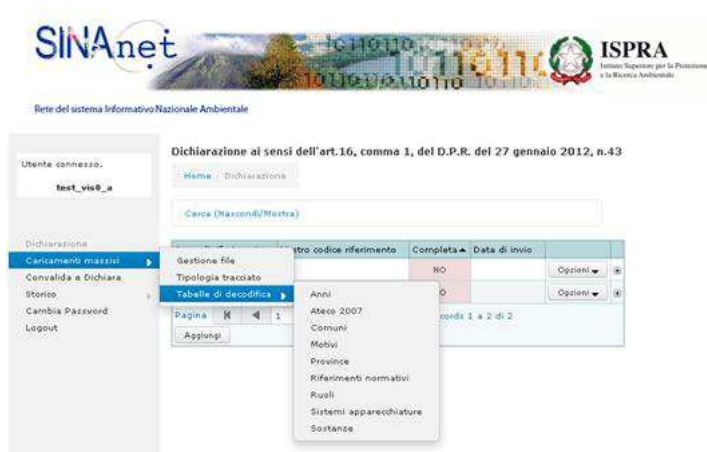 SINAnet
ISPRA
Istituto Superiore per la Protezione
e la Ricerca Ambientale
Rete del sistema Informativo Nazionale Ambientale
Dichiarazione ai sensi dell'art.16, comma 1, del D.P.R. del 27 gennaio 2012, n.43
Utente connesso.
test_vis0_a
Home / Dichiarazione
Cerca (Nascondi/Mostra)
Dichiarazione
Caricamenti massivi
Convalida e Dichiara
Storico
Cambia Password
Logout
stro codice riferimento Completa Data di invio
Gestione file
NO Opzioni
Tipologia tracciato
Tabelle di decodifica
O Opzioni
Pagina 1
cords 1 a 2 di 2
Aggiungi
Anni
Ateco 2007
Comuni
Motivi
Province
Riferimenti normativi
Ruoli
Sistemi apparecchiature
Sostanze